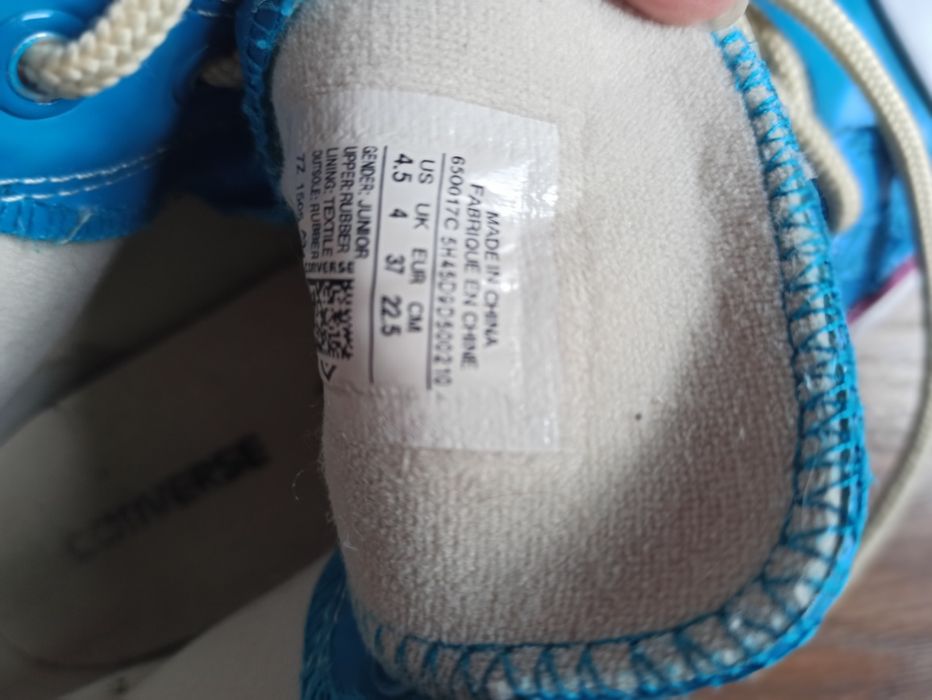 MADE IN CHINA
FABRIQUE EN CHINE
650017C 5H45D9D500210
US UK EUR CM
4.5 4 37 22.5
GENDER: JUNIOR
UPPER: RUBBER
LINING: TEXTILE
OUTSOLE: RUBBER
CONVERSE